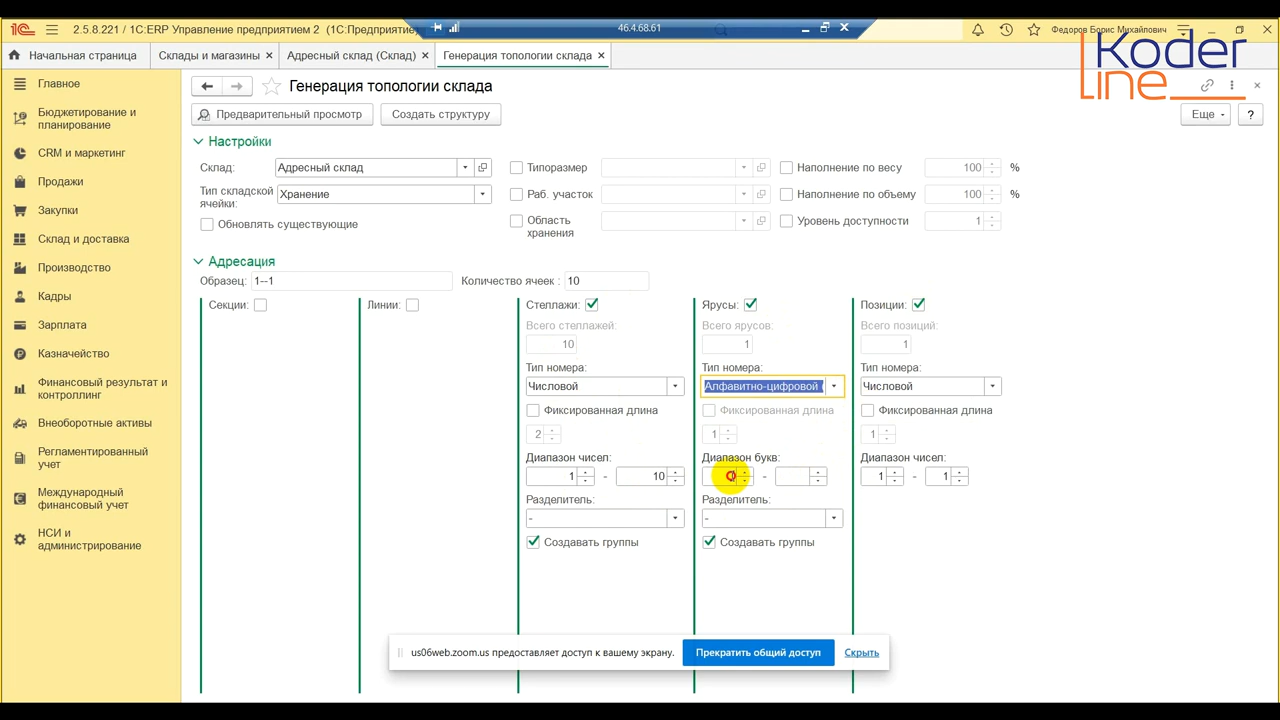 2.5.8.221 / 1C:ERP Управление предприятием 2 (1С:Предприятие,
46.4.68.61
Федоров Борис Михайлович
Koder line
Начальная страница
Склады и магазины ×
Адресный склад (Склад) ×
Генерация топологии склада ×
Главное
Бюджетирование и
планирование
CRM и маркетинг
Продажи
Закупки
Склад и доставка
Производство
Кадры
Зарплата
Казначейство
Финансовый результат и
контроллинг
Внеоборотные активы
Регламентированный
учет
Международный
финансовый учет
НСИ и
администрирование
Генерация топологии склада
Предварительный просмотр
Создать структуру
Еще
?
Настройки
Склад: Адресный склад
Типоразмер
Наполнение по весу 100 %
Тип складской
ячейки: Хранение
Раб. участок
Наполнение по объему 100 %
Обновлять существующие
Область
хранения
Уровень доступности 1
Адресация
Образец: 1--1
Количество ячеек : 10
Секции:
Линии:
Стеллажи:
Ярусы:
Позиции:
Всего стеллажей:
Всего ярусов:
Всего позиций:
10
1
1
Тип номера:
Тип номера:
Тип номера:
Числовой
Алфавитно-цифровой (
Числовой
Фиксированная длина
Фиксированная длина
Фиксированная длина
2
1
1
Диапазон чисел:
Диапазон букв:
Диапазон чисел:
1 - 10
-
1 - 1
Разделитель:
Разделитель:
-
-
Создавать группы
Создавать группы
us06web.zoom.us предоставляет доступ к вашему экрану.
Прекратить общий доступ
Скрыть